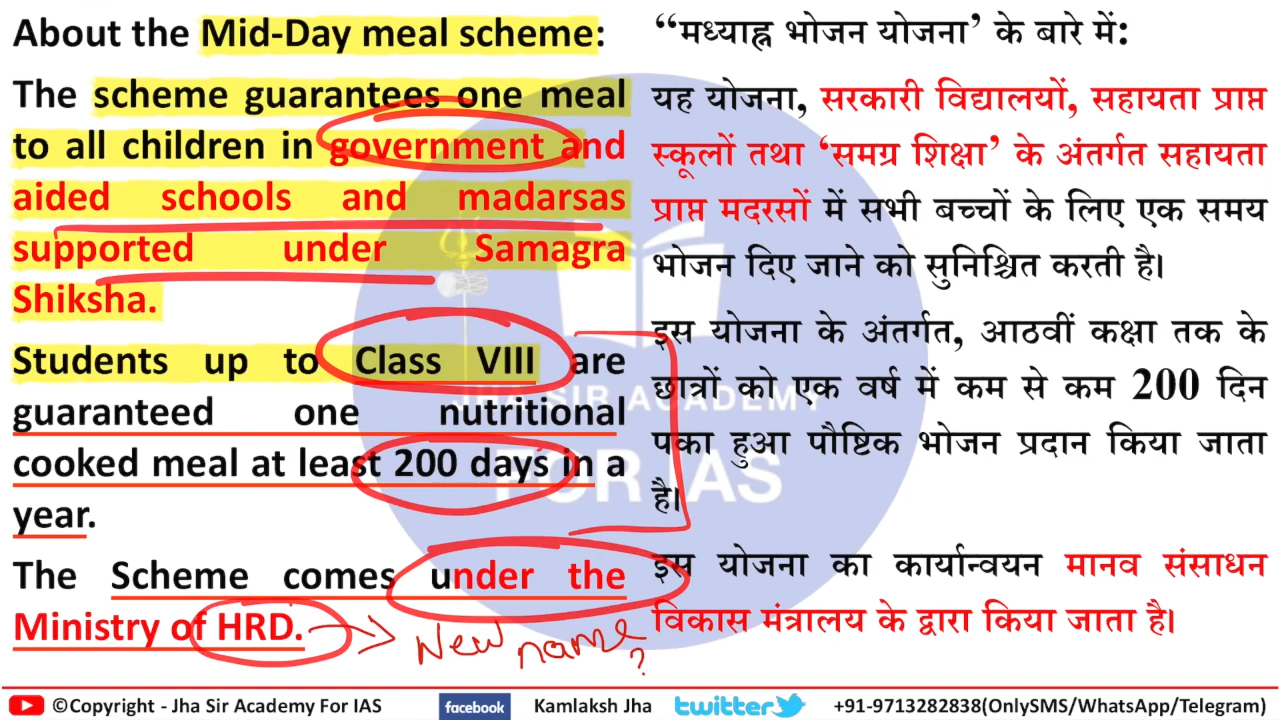 About the Mid-Day meal scheme:
The scheme guarantees one meal
to all children in government and
aided schools and madarsas
supported under Samagra
Shiksha.
Students up to Class VIII are
guaranteed one nutritional
cooked meal at least 200 days in a
year.
The Scheme comes under the
Ministry of HRD.
New name?
“मध्याह्न भोजन योजना’ के बारे में:
यह योजना, सरकारी विद्यालयों, सहायता प्राप्त
स्कूलों तथा ‘समग्र शिक्षा’ के अंतर्गत सहायता
प्राप्त मदरसों में सभी बच्चों के लिए एक समय
भोजन दिए जाने को सुनिश्चित करती है।
इस योजना के अंतर्गत, आठवीं कक्षा तक के
छात्रों को एक वर्ष में कम से कम 200 दिन
पका हुआ पौष्टिक भोजन प्रदान किया जाता
है।
इस योजना का कार्यान्वयन मानव संसाधन
विकास मंत्रालय के द्वारा किया जाता है।
JHA SIR ACADEMY
FOR IAS
©Copyright - Jha Sir Academy For IAS facebook Kamlaksh Jha twitter +91-9713282838(OnlySMS/WhatsApp/Telegram)